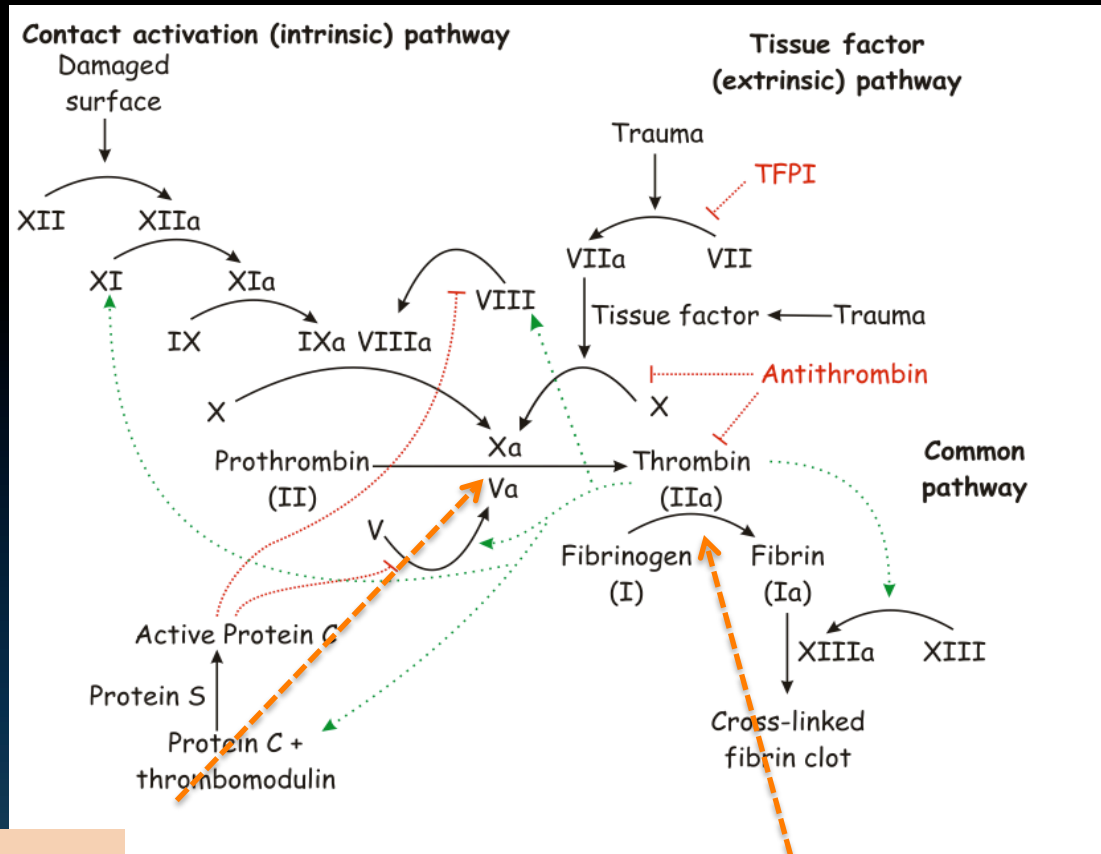 Contact activation (intrinsic) pathway
Damaged
surface
Tissue factor
(extrinsic) pathway
Trauma
TFPI
XII
XIIa
VIIa
VII
XI
XIa
VIII
Tissue factor
Trauma
IX
IXa
VIIIa
Antithrombin
X
X
Xa
Prothrombin
(II)
Thrombin
(IIa)
Common
pathway
Va
V
Fibrinogen
(I)
Fibrin
(Ia)
Active Protein C
XIIIa
XIII
Protein S
Protein C +
thrombomodulin
Cross-linked
fibrin clot